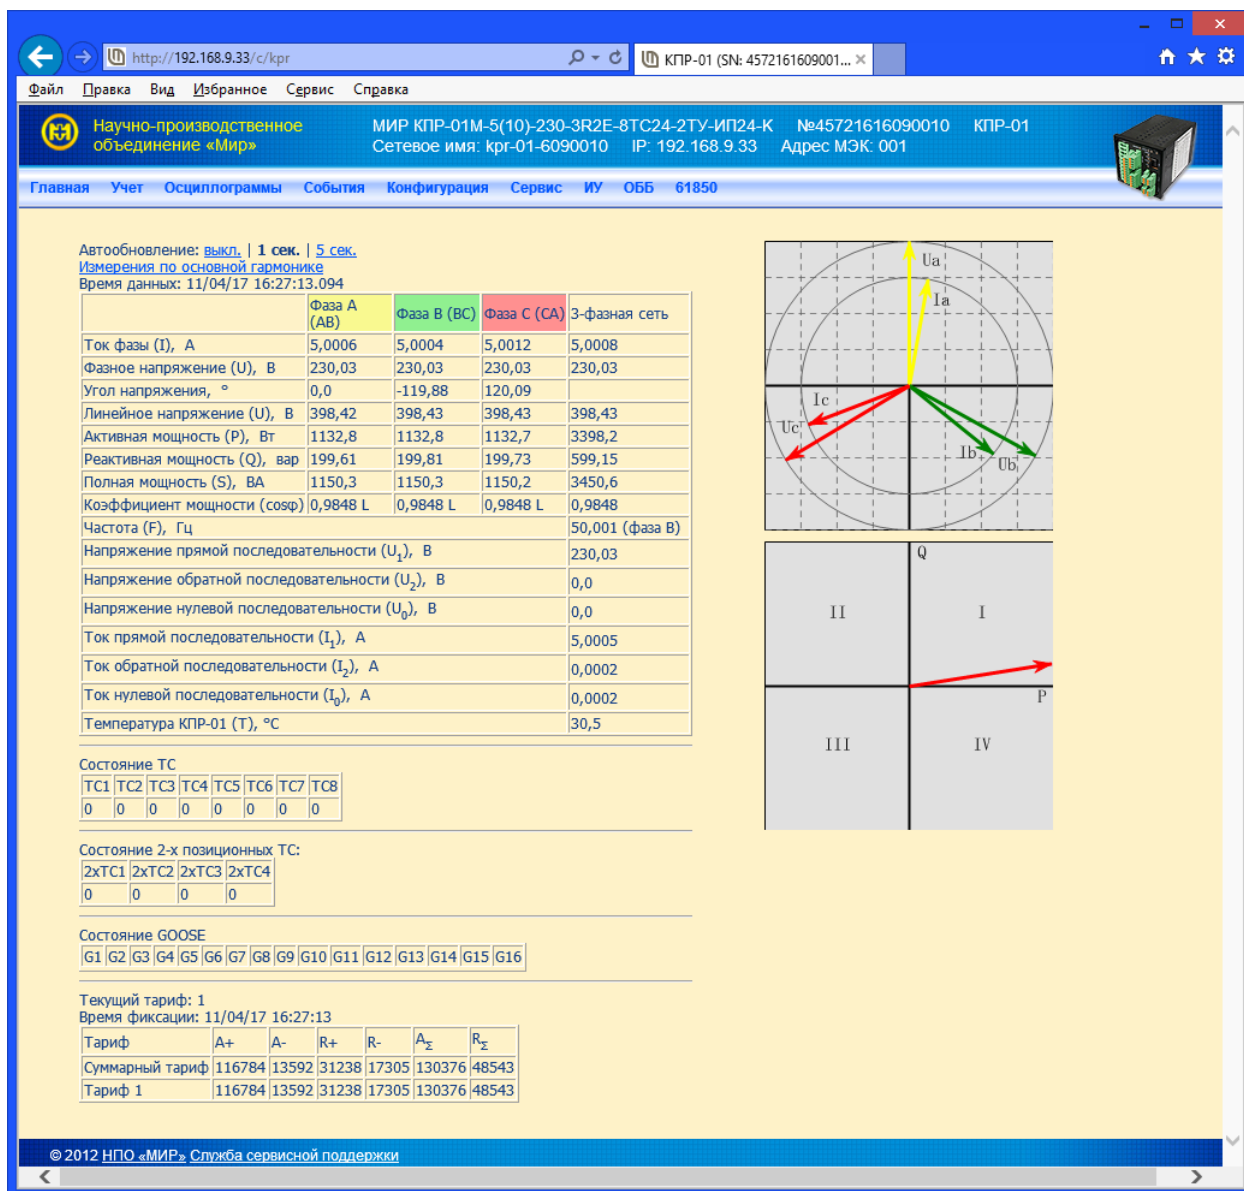 http://192.168.9.33/c/kpr
КПР-01 (SN: 4572161609001...
Файл Правка Вид Избранное Сервис Справка
Научно-производственное
объединение «Мир»
МИР КПР-01М-5(10)-230-3R2E-8ТС24-2ТУ-ИП24-К №45721616090010 КПР-01
Сетевое имя: kpr-01-6090010 IP: 192.168.9.33 Адрес МЭК: 001
Главная Учет Осциллограммы События Конфигурация Сервис ИУ ОББ 61850
Автообновление: выкл. | 1 сек. | 5 сек.
Измерения по основной гармонике
Время данных: 11/04/17 16:27:13.094
Фаза A (AB) Фаза B (BC) Фаза C (CA) 3-фазная сеть
Ток фазы (I), А 5,0006 5,0004 5,0012 5,0008
Фазное напряжение (U), В 230,03 230,03 230,03 230,03
Угол напряжения, ° 0,0 -119,88 120,09
Линейное напряжение (U), В 398,42 398,43 398,43 398,43
Активная мощность (P), Вт 1132,8 1132,8 1132,7 3398,2
Реактивная мощность (Q), вар 199,61 199,81 199,73 599,15
Полная мощность (S), ВА 1150,3 1150,3 1150,2 3450,6
Коэффициент мощности (cosφ) 0,9848 L 0,9848 L 0,9848 L 0,9848
Частота (F), Гц 50,001 (фаза B)
Напряжение прямой последовательности (U1), В 230,03
Напряжение обратной последовательности (U2), В 0,0
Напряжение нулевой последовательности (U0), В 0,0
Ток прямой последовательности (I1), А 5,0005
Ток обратной последовательности (I2), А 0,0002
Ток нулевой последовательности (I0), А 0,0002
Температура КПР-01 (T), °C 30,5
Состояние ТС
ТС1 ТС2 ТС3 ТС4 ТС5 ТС6 ТС7 ТС8
0 0 0 0 0 0 0 0
Состояние 2-х позиционных ТС:
2xТС1 2xТС2 2xТС3 2xТС4
0 0 0 0
Состояние GOOSE
G1 G2 G3 G4 G5 G6 G7 G8 G9 G10 G11 G12 G13 G14 G15 G16
Текущий тариф: 1
Время фиксации: 11/04/17 16:27:13
Тариф A+ A- R+ R- AΣ RΣ
Суммарный тариф 116784 13592 31238 17305 130376 48543
Тариф 1 116784 13592 31238 17305 130376 48543
Ua
Ia
Ic
Uc
Ib
Ub
Q
II I
P
III IV
© 2012 НПО «МИР» Служба сервисной поддержки